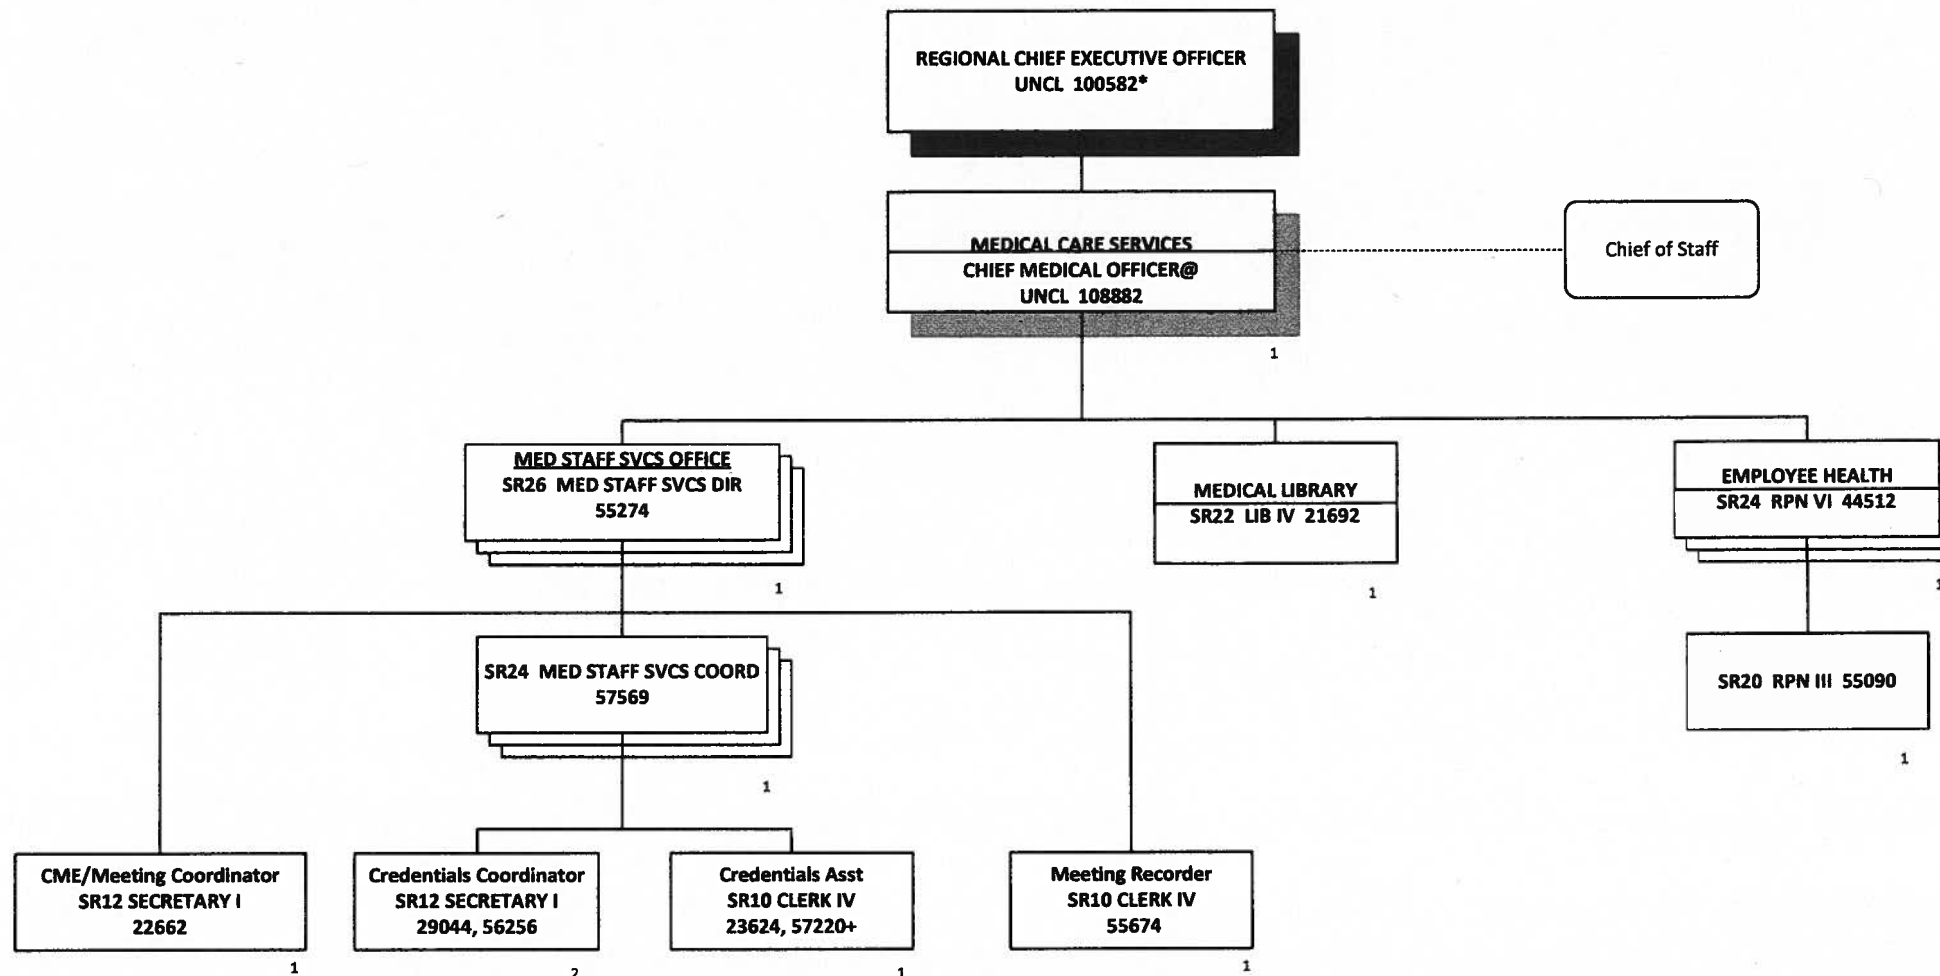 REGIONAL CHIEF EXECUTIVE OFFICER
UNCL 100582*
MEDICAL CARE SERVICES
CHIEF MEDICAL OFFICER@
UNCL 108882
1
Chief of Staff
MED STAFF SVCS OFFICE
SR26 MED STAFF SVCS DIR
55274
1
MEDICAL LIBRARY
SR22 LIB IV 21692
1
EMPLOYEE HEALTH
SR24 RPN VI 44512
1
SR24 MED STAFF SVCS COORD
57569
1
SR20 RPN III 55090
1
CME/Meeting Coordinator
SR12 SECRETARY I
22662
1
Credentials Coordinator
SR12 SECRETARY I
29044, 56256
2
Credentials Asst
SR10 CLERK IV
23624, 57220+
1
Meeting Recorder
SR10 CLERK IV
55674
1